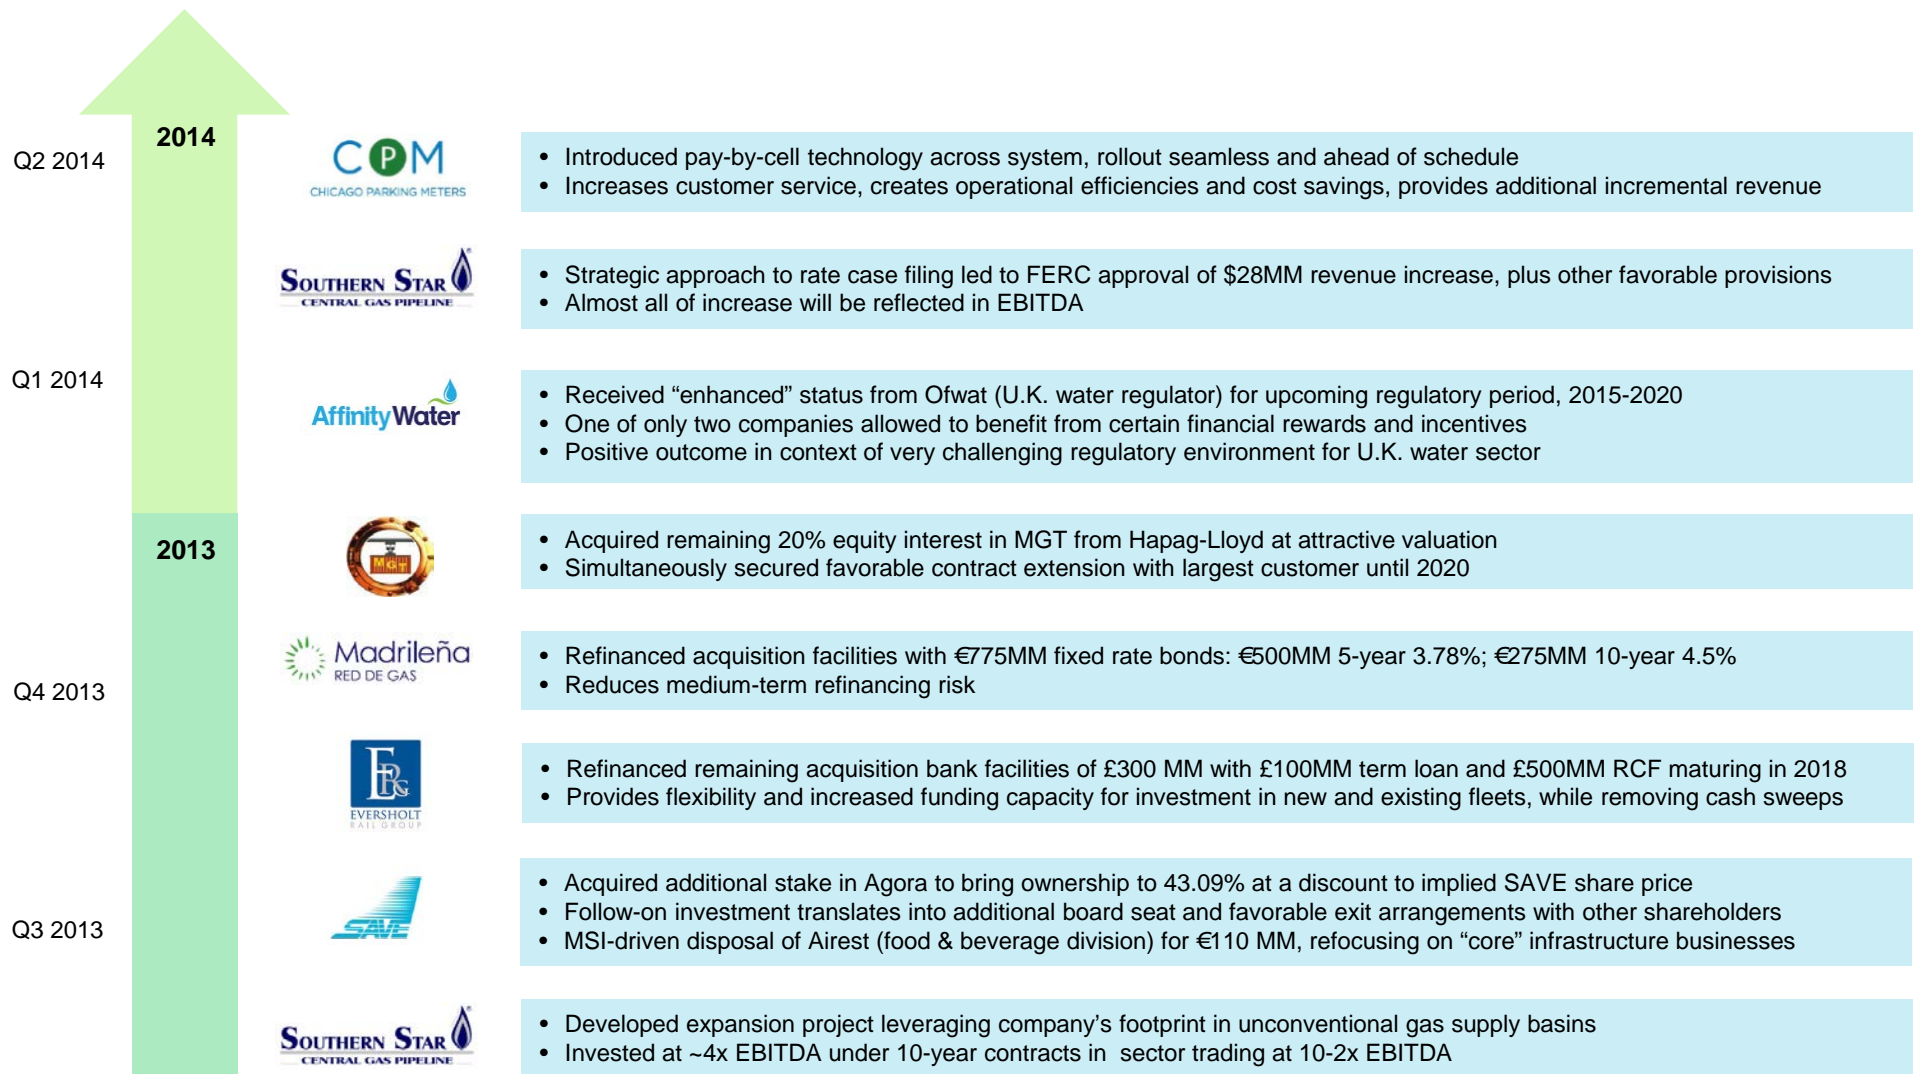 2014
Q2 2014
CPM
CHICAGO PARKING METERS
• Introduced pay-by-cell technology across system, rollout seamless and ahead of schedule
• Increases customer service, creates operational efficiencies and cost savings, provides additional incremental revenue
SOUTHERN STAR
CENTRAL GAS PIPELINE
• Strategic approach to rate case filing led to FERC approval of $28MM revenue increase, plus other favorable provisions
• Almost all of increase will be reflected in EBITDA
Q1 2014
AffinityWater
• Received “enhanced” status from Ofwat (U.K. water regulator) for upcoming regulatory period, 2015-2020
• One of only two companies allowed to benefit from certain financial rewards and incentives
• Positive outcome in context of very challenging regulatory environment for U.K. water sector
2013
MGT
• Acquired remaining 20% equity interest in MGT from Hapag-Lloyd at attractive valuation
• Simultaneously secured favorable contract extension with largest customer until 2020
Q4 2013
Madrileña
RED DE GAS
• Refinanced acquisition facilities with €775MM fixed rate bonds: €500MM 5-year 3.78%; €275MM 10-year 4.5%
• Reduces medium-term refinancing risk
ERG
EVERSHOLT
RAIL GROUP
• Refinanced remaining acquisition bank facilities of £300 MM with £100MM term loan and £500MM RCF maturing in 2018
• Provides flexibility and increased funding capacity for investment in new and existing fleets, while removing cash sweeps
Q3 2013
SAVE
• Acquired additional stake in Agora to bring ownership to 43.09% at a discount to implied SAVE share price
• Follow-on investment translates into additional board seat and favorable exit arrangements with other shareholders
• MSI-driven disposal of Airest (food & beverage division) for €110 MM, refocusing on “core” infrastructure businesses
SOUTHERN STAR
CENTRAL GAS PIPELINE
• Developed expansion project leveraging company’s footprint in unconventional gas supply basins
• Invested at ~4x EBITDA under 10-year contracts in sector trading at 10-2x EBITDA